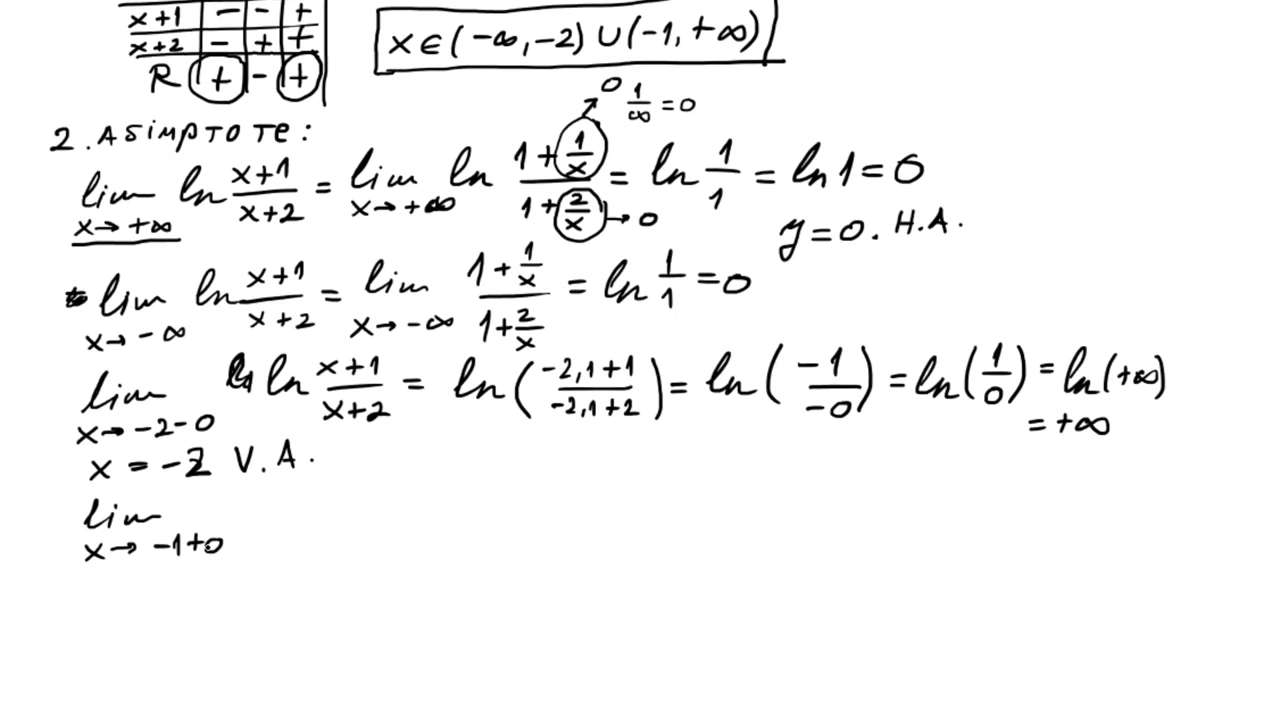 x+1 - - +
x+2 - + +
R + - +
x ∈ (-∞, -2) ∪ (-1, +∞)
0 1/∞ = 0
2. ASimpTOTE:
lim x→+∞ ln (x+1)/(x+2) = lim x→+∞ ln (1+1/x)/(1+2/x) → 0 = ln 1/1 = ln 1 = 0
y = 0. H.A.
lim x→-∞ ln (x+1)/(x+2) = lim x→-∞ (1+1/x)/(1+2/x) = ln 1/1 = 0
lim x→-2-0 ln (x+1)/(x+2) = ln((-2,1+1)/(-2,1+2)) = ln(-1/-0) = ln(1/0) = ln(+∞)
= +∞
x = -2 V.A.
lim x→-1+0